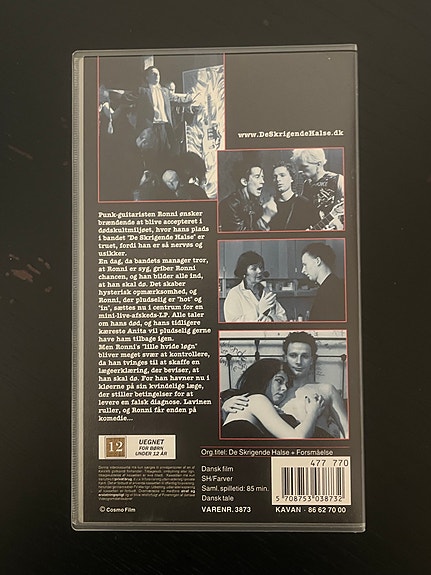 www.DeSkrigendeHalse.dk
Punk-guitaristen Ronni ønsker
brændende at blive accepteret i
dødskultmiljøet, hvor hans plads
i bandet "De Skrigende Halse" er
truet, fordi han er så nervøs og
usikker.
En dag, da bandets manager tror,
at Ronni er syg, griber Ronni
chancen, og han bilder alle ind,
at han skal dø. Det skaber
hysterisk opmærksomhed, og
Ronni, der pludselig er "hot" og
"in", sættes nu i centrum for en
mini-live-afskeds-LP. Alle taler
om hans død, og hans tidligere
kæreste Anita vil pludselig gerne
have ham tilbage igen.
Men Ronni's "lille hvide løgn"
bliver meget svær at kontrollere,
da han tvinges til at skaffe en
lægeerklæring, der beviser, at
han skal dø. For han havner nu i
kløerne på sin kvindelige læge,
der stiller betingelser for at
levere en falsk diagnose. Lavinen
ruller, og Ronni får enden på
komedie...
12
UEGNET
FOR BØRN
UNDER 12 ÅR
© Cosmo Film
Org.titel: De Skrigende Halse + Forsmåelse
Dansk film
SH/Farver
Saml. spilletid: 85 min.
Dansk tale
VARENR. 3873
477 770
5 708753 038732
KAVAN - 86 62 70 00